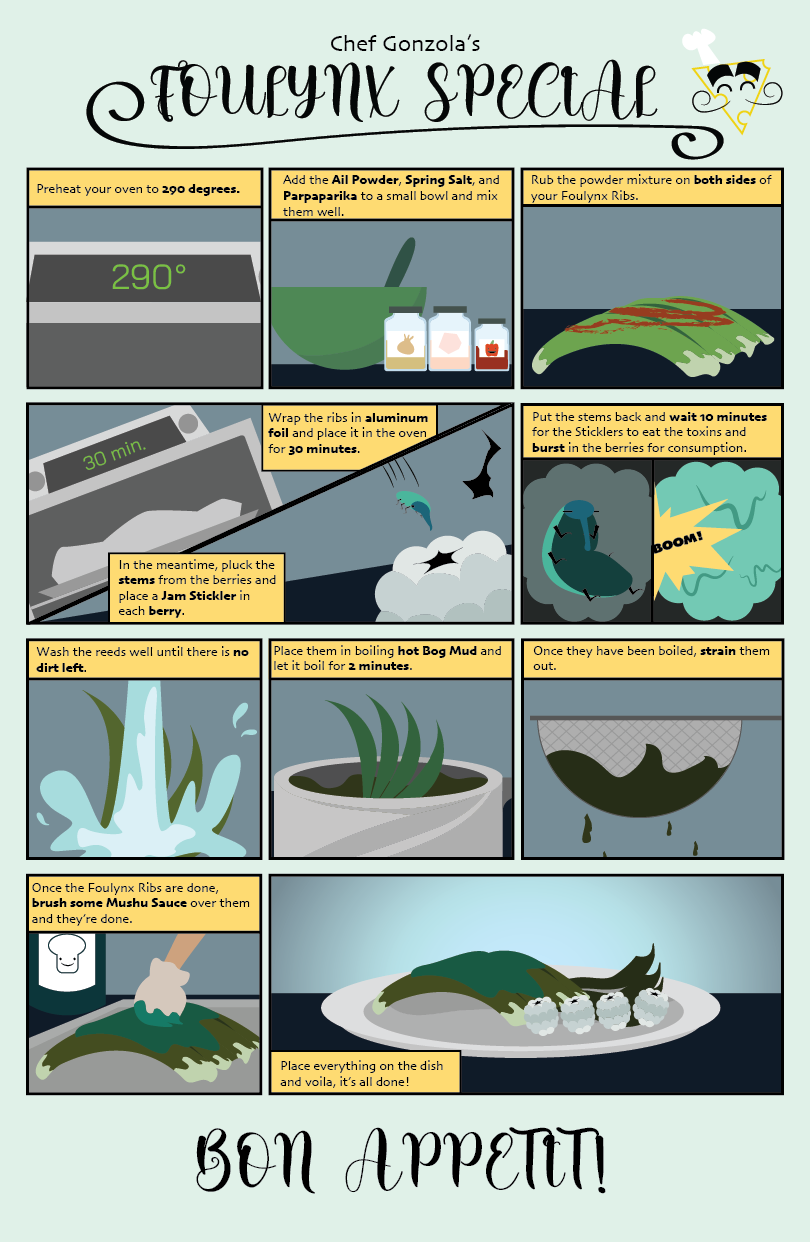 Chef Gonzola's
FOULYNX SPECIAL
Preheat your oven to 290 degrees.
290°
Add the Ail Powder, Spring Salt, and
Parpaparika to a small bowl and mix
them well.
Rub the powder mixture on both sides of
your Foulynx Ribs.
Wrap the ribs in aluminum
foil and place it in the oven
for 30 minutes.
30 min.
In the meantime, pluck the
stems from the berries and
place a Jam Stickler in
each berry.
Put the stems back and wait 10 minutes
for the Sticklers to eat the toxins and
burst in the berries for consumption.
BOOM!
Wash the reeds well until there is no
dirt left.
Place them in boiling hot Bog Mud and
let it boil for 2 minutes.
Once they have been boiled, strain them
out.
Once the Foulynx Ribs are done,
brush some Mushu Sauce over them
and they're done.
Place everything on the dish
and voila, it's all done!
BON APPETIT!